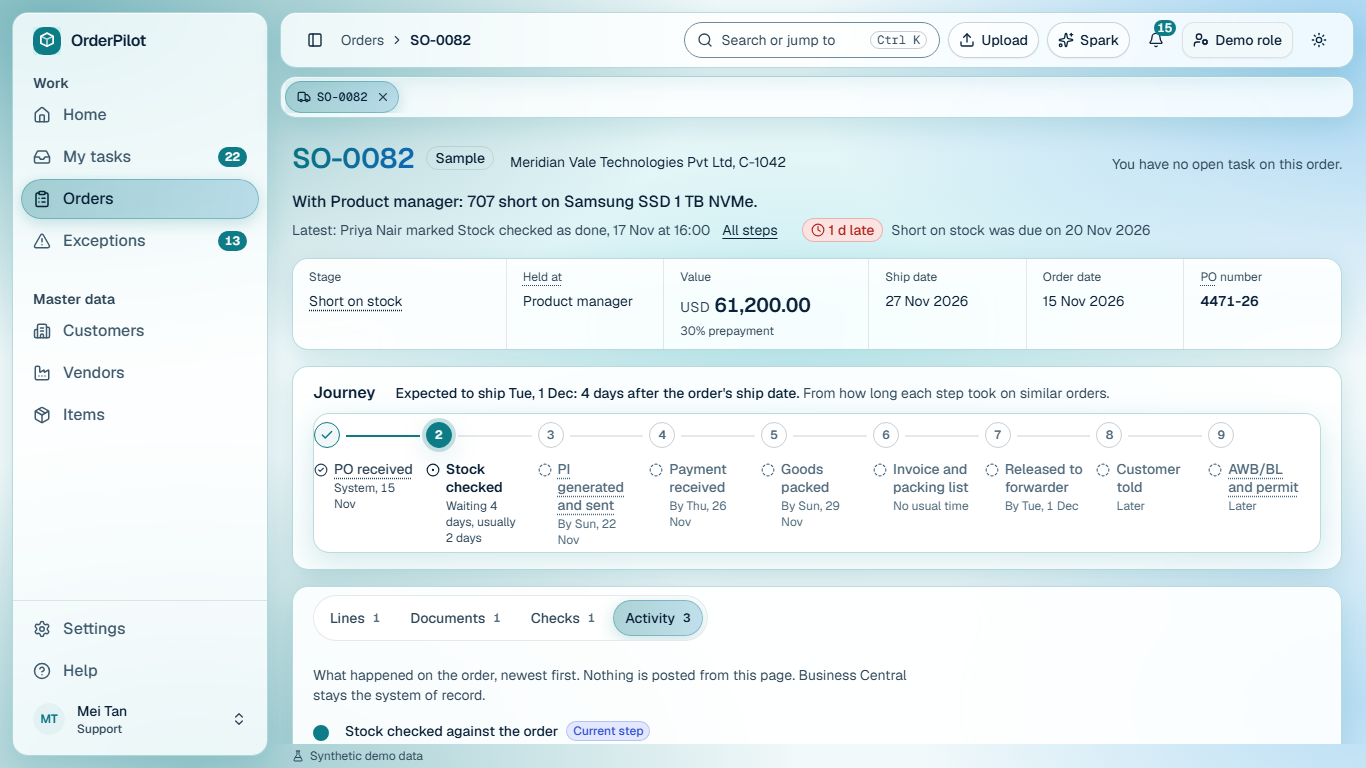 OrderPilot
Work
Home
My tasks 22
Orders
Exceptions 13
Master data
Customers
Vendors
Items
Settings
Help
MT
Mei Tan
Support
Orders > SO-0082
Search or jump to Ctrl K
Upload
Spark
15
Demo role
SO-0082
SO-0082 Sample Meridian Vale Technologies Pvt Ltd, C-1042
You have no open task on this order.
With Product manager: 707 short on Samsung SSD 1 TB NVMe.
Latest: Priya Nair marked Stock checked as done, 17 Nov at 16:00 All steps 1 d late Short on stock was due on 20 Nov 2026
Stage
Short on stock
Held at
Product manager
Value
USD 61,200.00
30% prepayment
Ship date
27 Nov 2026
Order date
15 Nov 2026
PO number
4471-26
Journey Expected to ship Tue, 1 Dec: 4 days after the order's ship date. From how long each step took on similar orders.
PO received
System, 15
Nov
2
Stock
checked
Waiting 4
days, usually
2 days
3
PI
generated
and sent
By Sun, 22
Nov
4
Payment
received
By Thu, 26
Nov
5
Goods
packed
By Sun, 29
Nov
6
Invoice and
packing list
No usual time
7
Released to
forwarder
By Tue, 1 Dec
8
Customer
told
Later
9
AWB/BL
and permit
Later
Lines 1 Documents 1 Checks 1 Activity 3
What happened on the order, newest first. Nothing is posted from this page. Business Central
stays the system of record.
Stock checked against the order Current step
Synthetic demo data